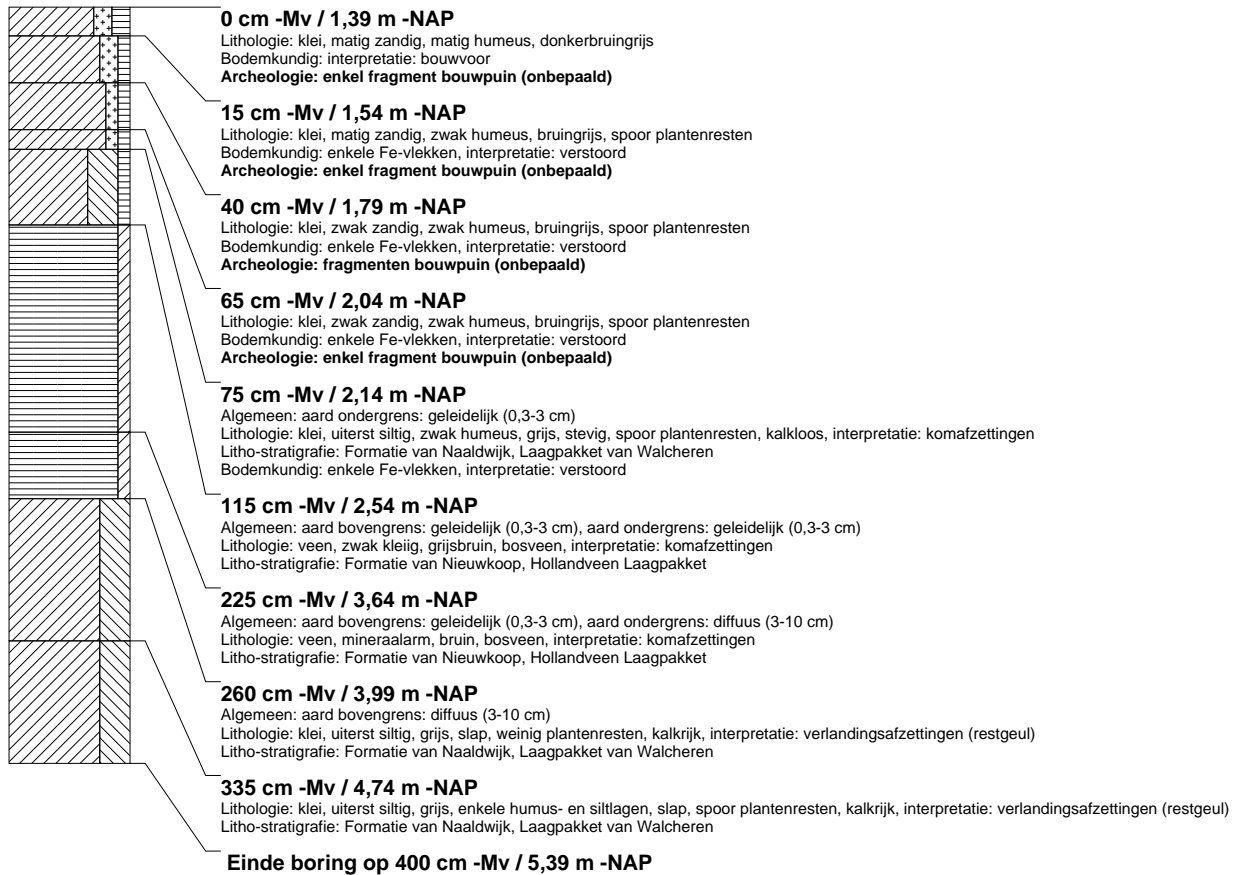 0 cm -Mv / 1,39 m -NAP
Lithologie: klei, matig zandig, matig humeus, donkerbruingrijs
Bodemkundig: interpretatie: bouwvoor
Archeologie: enkel fragment bouwpuin (onbepaald)
15 cm -Mv / 1,54 m -NAP
Lithologie: klei, matig zandig, zwak humeus, bruingrijs, spoor plantenresten
Bodemkundig: enkele Fe-vlekken, interpretatie: verstoord
Archeologie: enkel fragment bouwpuin (onbepaald)
40 cm -Mv / 1,79 m -NAP
Lithologie: klei, zwak zandig, zwak humeus, bruingrijs, spoor plantenresten
Bodemkundig: enkele Fe-vlekken, interpretatie: verstoord
Archeologie: fragmenten bouwpuin (onbepaald)
65 cm -Mv / 2,04 m -NAP
Lithologie: klei, zwak zandig, zwak humeus, bruingrijs, spoor plantenresten
Bodemkundig: enkele Fe-vlekken, interpretatie: verstoord
Archeologie: enkel fragment bouwpuin (onbepaald)
75 cm -Mv / 2,14 m -NAP
Algemeen: aard ondergrens: geleidelijk (0,3-3 cm)
Lithologie: klei, uiterst siltig, zwak humeus, grijs, stevig, spoor plantenresten, kalkloos, interpretatie: komafzettingen
Litho-stratigrafie: Formatie van Naaldwijk, Laagpakket van Walcheren
Bodemkundig: enkele Fe-vlekken, interpretatie: verstoord
115 cm -Mv / 2,54 m -NAP
Algemeen: aard bovengrens: geleidelijk (0,3-3 cm), aard ondergrens: geleidelijk (0,3-3 cm)
Lithologie: veen, zwak kleiig, grijsbruin, bosveen, interpretatie: komafzettingen
Litho-stratigrafie: Formatie van Nieuwkoop, Hollandveen Laagpakket
225 cm -Mv / 3,64 m -NAP
Algemeen: aard bovengrens: geleidelijk (0,3-3 cm), aard ondergrens: diffuus (3-10 cm)
Lithologie: veen, mineraalarm, bruin, bosveen, interpretatie: komafzettingen
Litho-stratigrafie: Formatie van Nieuwkoop, Hollandveen Laagpakket
260 cm -Mv / 3,99 m -NAP
Algemeen: aard bovengrens: diffuus (3-10 cm)
Lithologie: klei, uiterst siltig, grijs, slap, weinig plantenresten, kalkrijk, interpretatie: verlandingsafzettingen (restgeul)
Litho-stratigrafie: Formatie van Naaldwijk, Laagpakket van Walcheren
335 cm -Mv / 4,74 m -NAP
Lithologie: klei, uiterst siltig, grijs, enkele humus- en siltlagen, slap, spoor plantenresten, kalkrijk, interpretatie: verlandingsafzettingen (restgeul)
Litho-stratigrafie: Formatie van Naaldwijk, Laagpakket van Walcheren
Einde boring op 400 cm -Mv / 5,39 m -NAP